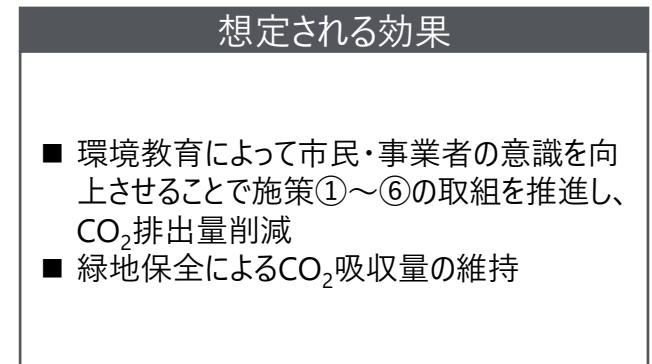 想定される効果
■ 環境教育によって市民・事業者の意識を向
上させることで施策①～⑥の取組を推進し、
CO₂排出量削減
■ 緑地保全によるCO₂吸収量の維持